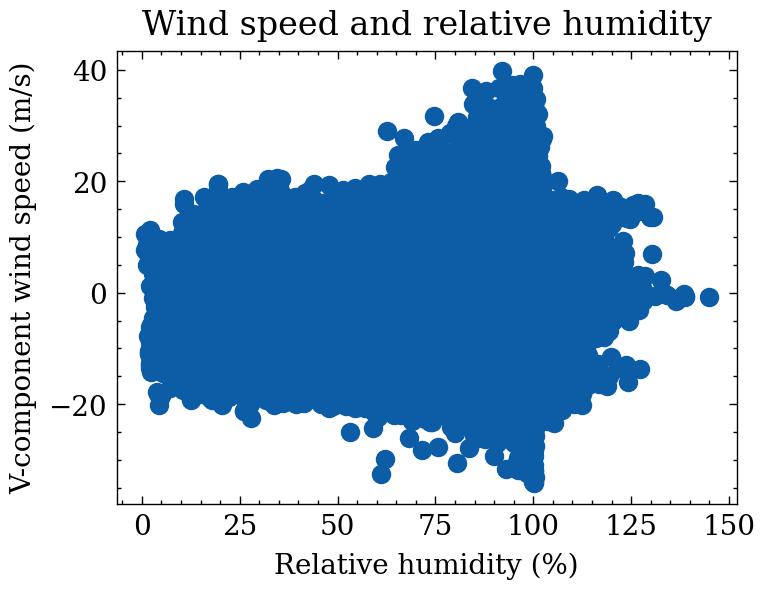 Wind speed and relative humidity
V-component wind speed (m/s)
40
20
0
−20
0 25 50 75 100 125 150
Relative humidity (%)